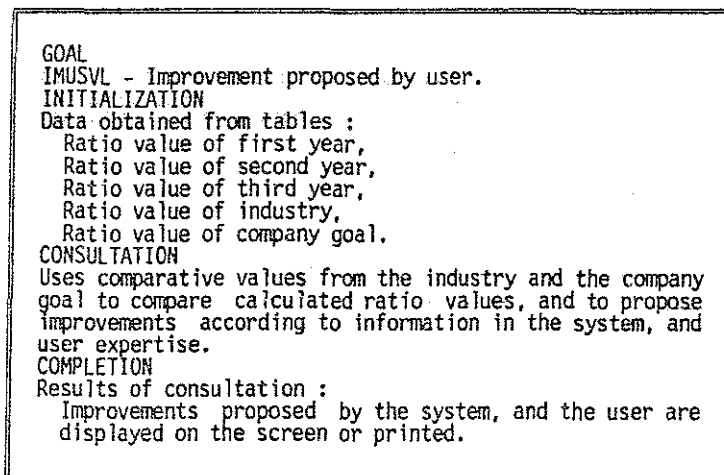 GOAL
IMUSVL - Improvement proposed by user.
INITIALIZATION
Data obtained from tables :
Ratio value of first year,
Ratio value of second year,
Ratio value of third year,
Ratio value of industry,
Ratio value of company goal.
CONSULTATION
Uses comparative values from the industry and the company
goal to compare calculated ratio values, and to propose
improvements according to information in the system, and
user expertise.
COMPLETION
Results of consultation :
Improvements proposed by the system, and the user are
displayed on the screen or printed.